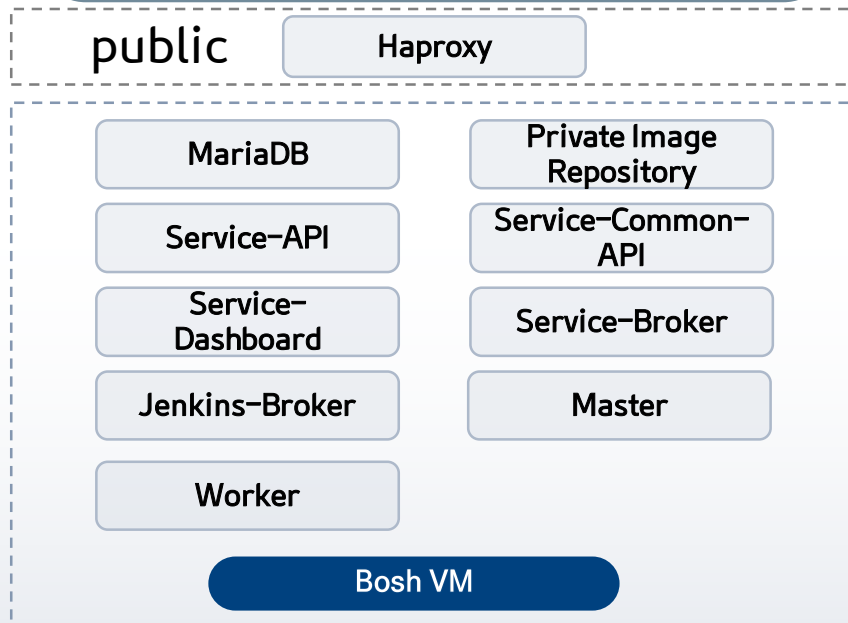 public
Haproxy
MariaDB
Private Image
Repository
Service-API
Service-Common-
API
Service-
Dashboard
Service-Broker
Jenkins-Broker
Master
Worker
Bosh VM